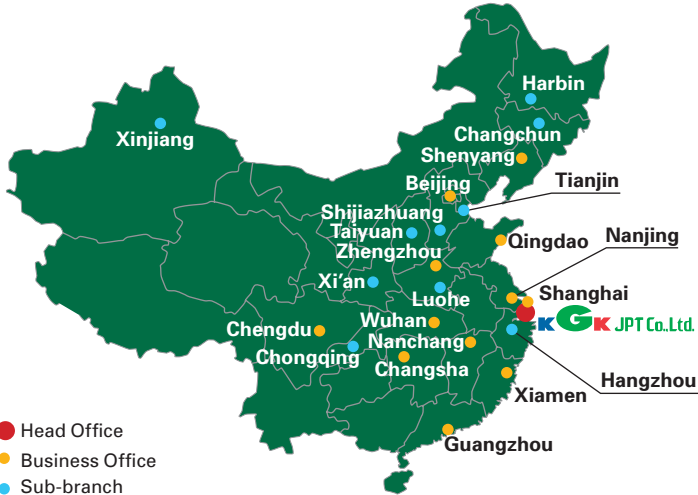 Harbin
Xinjiang
Changchun
Shenyang
Beijing
Tianjin
Shijiazhuang
Taiyuan
Qingdao
Nanjing
Zhengzhou
Xi'an
Luohe
Shanghai
KGK JPT Co.,Ltd.
Chengdu
Wuhan
Chongqing
Nanchang
Changsha
Hangzhou
Xiamen
Head Office
Guangzhou
Business Office
Sub-branch